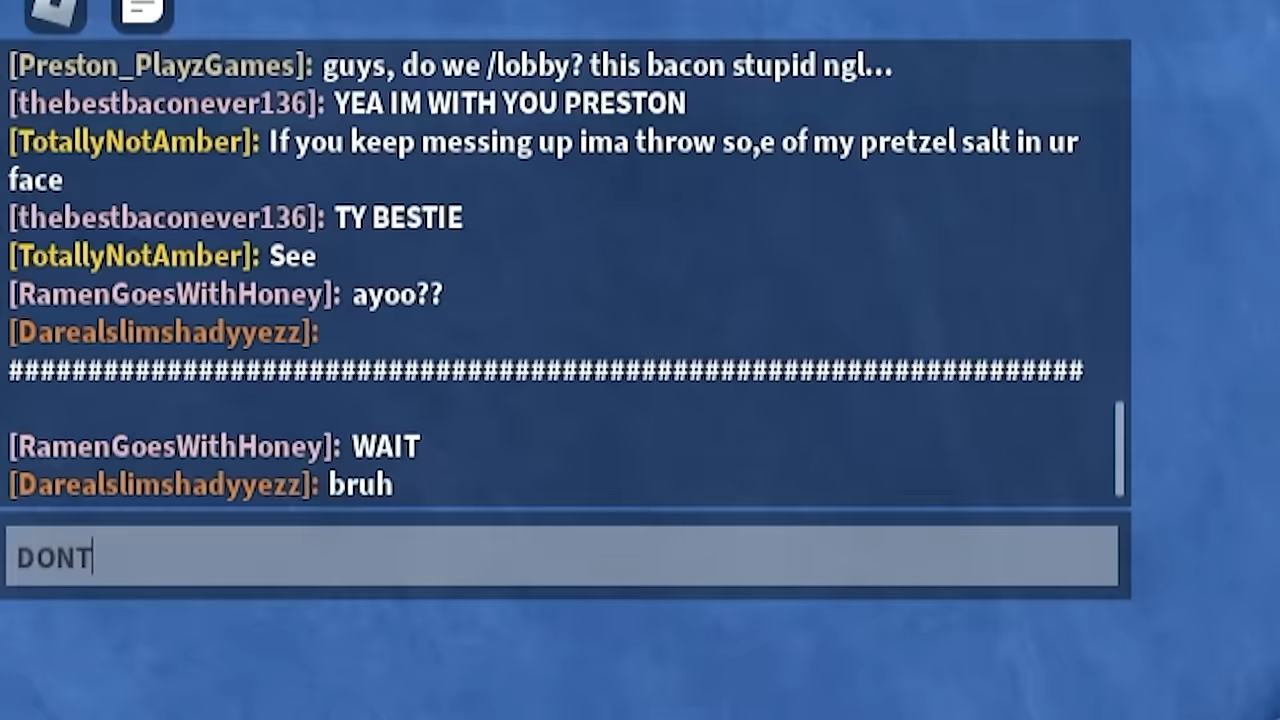 [Preston_PlayzGames]: guys, do we /lobby? this bacon stupid ngl...
[thebestbaconever136]: YEA IM WITH YOU PRESTON
[TotallyNotAmber]: If you keep messing up ima throw so,e of my pretzel salt in ur
face
[thebestbaconever136]: TY BESTIE
[TotallyNotAmber]: See
[RamenGoesWithHoney]: ayoo??
[Darealslimshadyyezz]:
####################################################################
[RamenGoesWithHoney]: WAIT
[Darealslimshadyyezz]: bruh
DONT